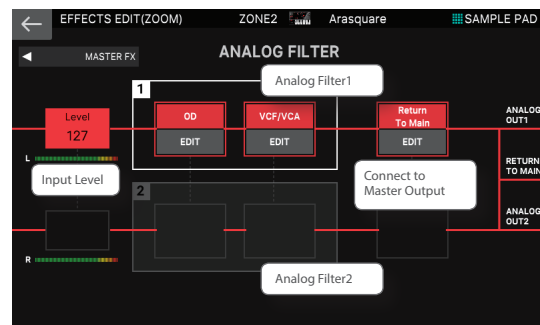 EFFECTS EDIT(ZOOM) ZONE2 Arasquare SAMPLE PAD
MASTER FX ANALOG FILTER
1
Analog Filter1
Level
127
OD
EDIT
VCF/VCA
EDIT
Return
To Main
EDIT
ANALOG
OUT1
L
Input Level
Connect to
Master Output
RETURN
TO MAIN
2
ANALOG
OUT2
R
Analog Filter2